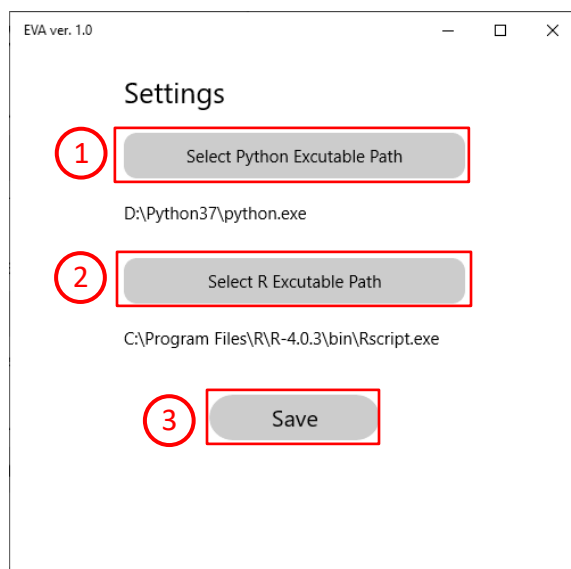 EVA ver. 1.0
Settings
1
Select Python Excutable Path
D:\Python37\python.exe
2
Select R Excutable Path
C:\Program Files\R\R-4.0.3\bin\Rscript.exe
3
Save